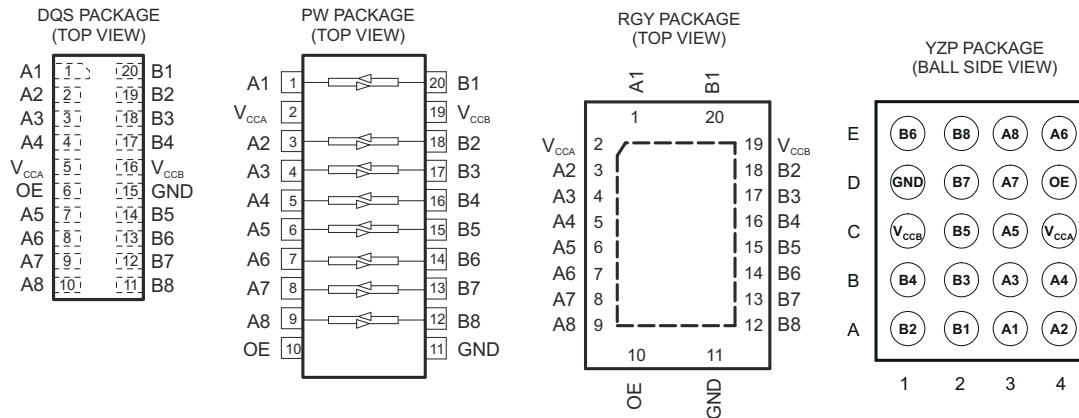 DQS PACKAGE
(TOP VIEW)
A1 1 20 B1
A2 2 19 B2
A3 3 18 B3
A4 4 17 B4
VCCA 5 16 VCCB
OE 6 15 GND
A5 7 14 B5
A6 8 13 B6
A7 9 12 B7
A8 10 11 B8
PW PACKAGE
(TOP VIEW)
A1 1 20 B1
VCCA 2 19 VCCB
A2 3 18 B2
A3 4 17 B3
A4 5 16 B4
A5 6 15 B5
A6 7 14 B6
A7 8 13 B7
A8 9 12 B8
OE 10 11 GND
RGY PACKAGE
(TOP VIEW)
A1 B1
1 20
VCCA 2 19 VCCB
A2 3 18 B2
A3 4 17 B3
A4 5 16 B4
A5 6 15 B5
A6 7 14 B6
A7 8 13 B7
A8 9 12 B8
10 11
OE GND
YZP PACKAGE
(BALL SIDE VIEW)
E B6 B8 A8 A6
D GND B7 A7 OE
C VCCB B5 A5 VCCA
B B4 B3 A3 A4
A B2 B1 A1 A2
1 2 3 4